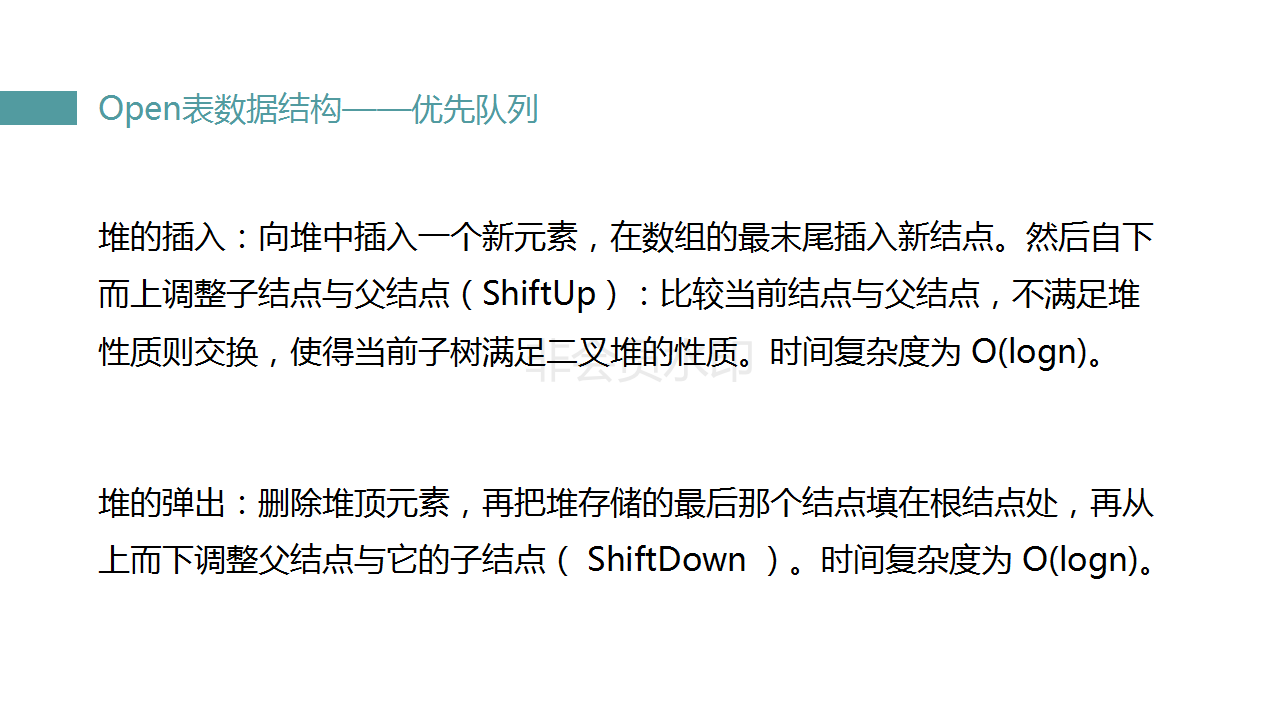 Open表数据结构——优先队列
堆的插入：向堆中插入一个新元素，在数组的最末尾插入新结点。然后自下
而上调整子结点与父结点（ShiftUp）：比较当前结点与父结点，不满足堆
性质则交换，使得当前子树满足二叉堆的性质。时间复杂度为 O(logn)。
非会员水印
堆的弹出：删除堆顶元素，再把堆存储的最后那个结点填在根结点处，再从
上而下调整父结点与它的子结点（ ShiftDown ）。时间复杂度为 O(logn)。